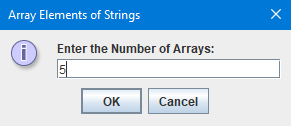 Array Elements of Strings
Enter the Number of Arrays:
5
OK Cancel